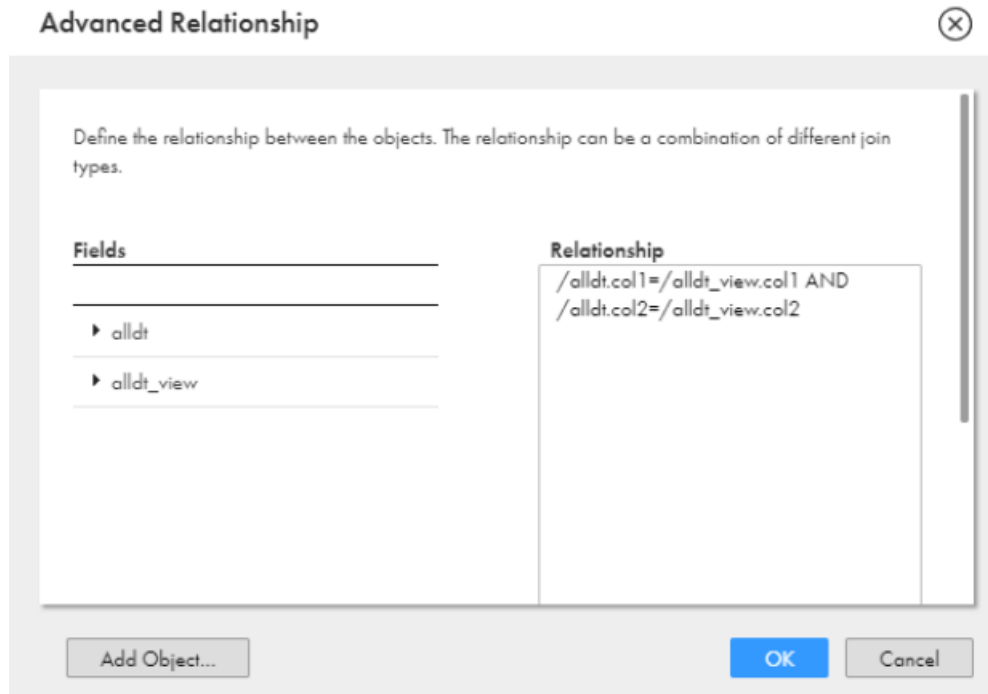 Advanced Relationship
Define the relationship between the objects. The relationship can be a combination of different join
types.
Fields
alldt
alldt_view
Relationship
/alldt.col1=/alldt_view.col1 AND
/alldt.col2=/alldt_view.col2
Add Object...
OK
Cancel